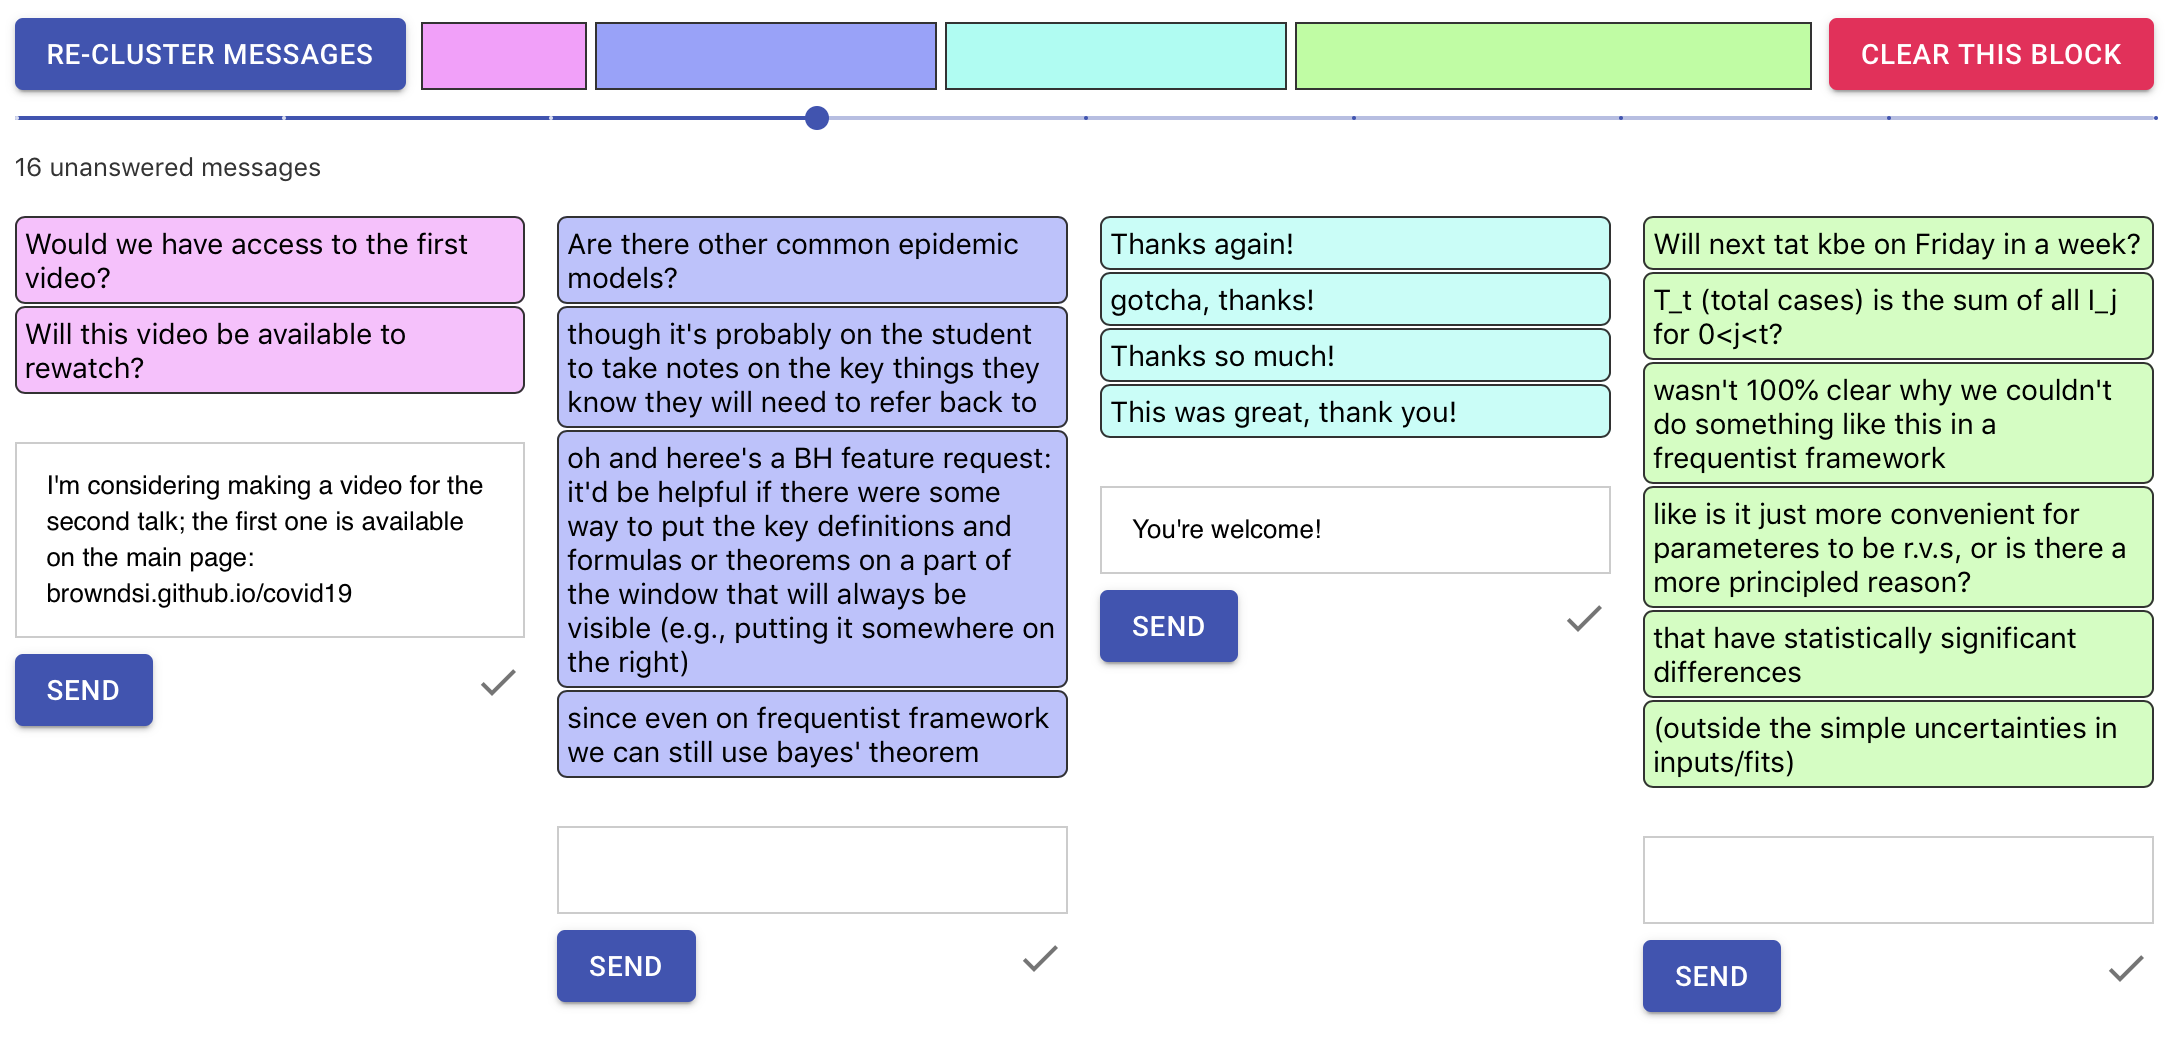 RE-CLUSTER MESSAGES
CLEAR THIS BLOCK
16 unanswered messages
Would we have access to the first
video?
Will this video be available to
rewatch?
I'm considering making a video for the
second talk; the first one is available
on the main page:
browndsi.github.io/covid19
SEND
Are there other common epidemic
models?
though it's probably on the student
to take notes on the key things they
know they will need to refer back to
oh and heree's a BH feature request:
it'd be helpful if there were some
way to put the key definitions and
formulas or theorems on a part of
the window that will always be
visible (e.g., putting it somewhere on
the right)
since even on frequentist framework
we can still use bayes' theorem
SEND
Thanks again!
gotcha, thanks!
Thanks so much!
This was great, thank you!
You're welcome!
SEND
Will next tat kbe on Friday in a week?
T_t (total cases) is the sum of all I_j
for 0<j<t?
wasn't 100% clear why we couldn't
do something like this in a
frequentist framework
like is it just more convenient for
parameteres to be r.v.s, or is there a
more principled reason?
that have statistically significant
differences
(outside the simple uncertainties in
inputs/fits)
SEND